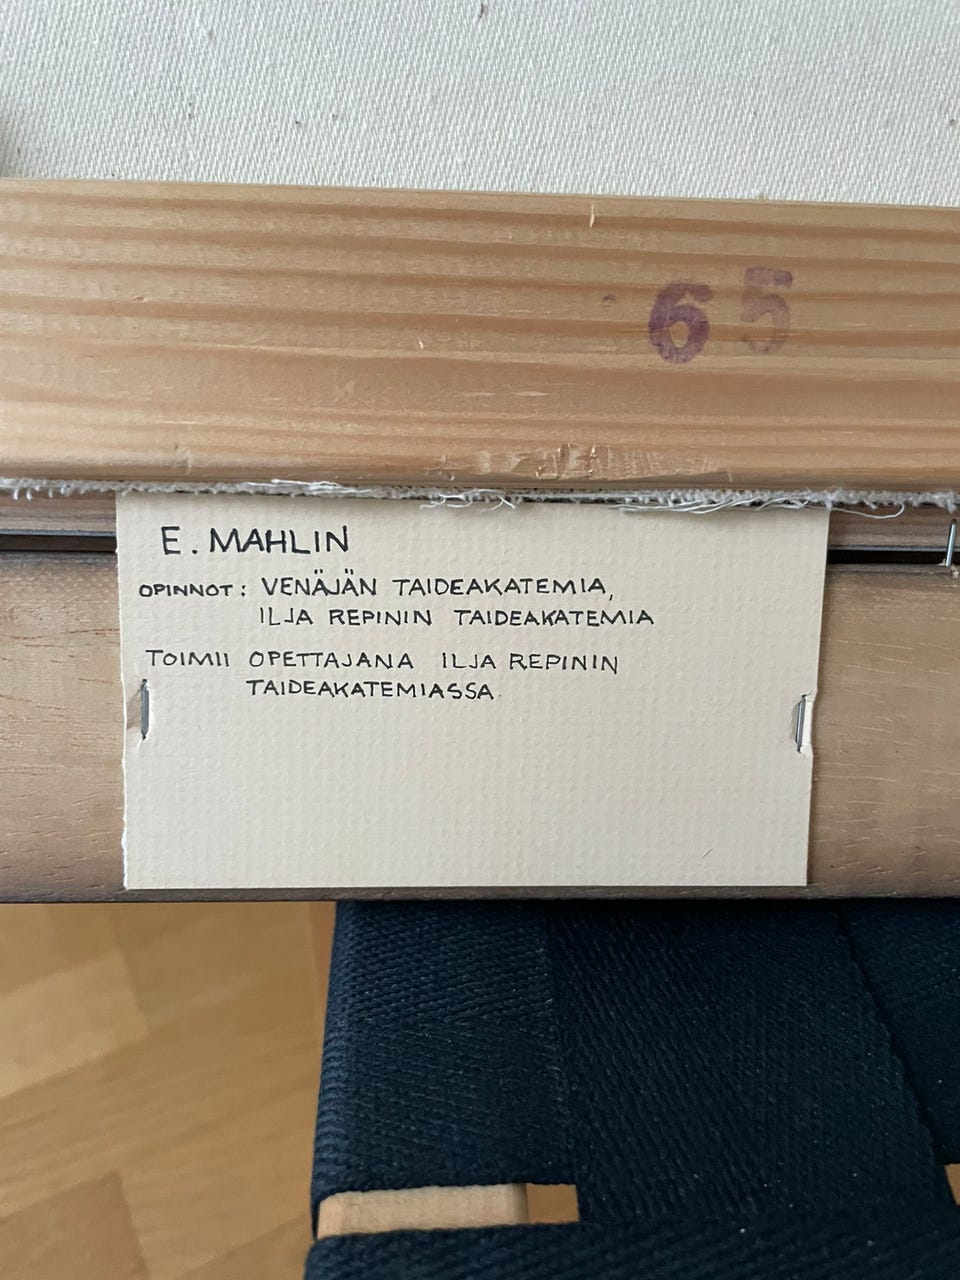 65
E. MAHLIN
OPINNOT: VENÄJÄN TAIDEAKATEMIA,
ILJA REPININ TAIDEAKATEMIA
TOIMII OPETTAJANA ILJA REPININ
TAIDEAKATEMIASSA.